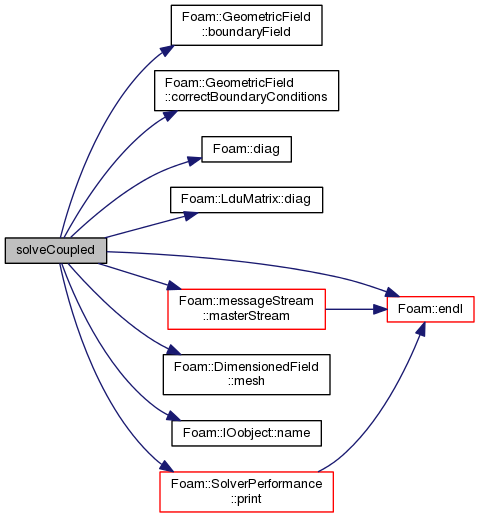 Foam::GeometricField
::boundaryField
Foam::GeometricField
::correctBoundaryConditions
Foam::diag
Foam::LduMatrix::diag
solveCoupled
Foam::messageStream
::masterStream
Foam::endl
Foam::DimensionedField
::mesh
Foam::IOobject::name
Foam::SolverPerformance
::print